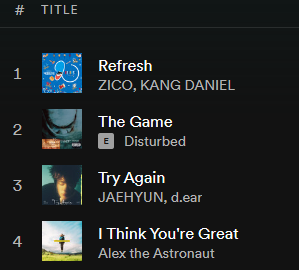 # TITLE
1 Refresh
ZICO, KANG DANIEL
2 The Game
E Disturbed
3 Try Again
JAEHYUN, d.ear
4 I Think You're Great
Alex the Astronaut